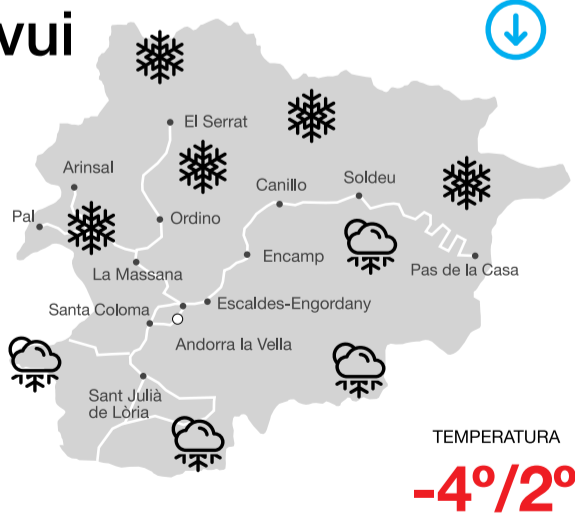 vui
El Serrat
Arinsal
Canillo
Soldeu
Pal
Ordino
Encamp
La Massana
Pas de la Casa
Santa Coloma
Escaldes-Engordany
Andorra la Vella
Sant Julià
de Lòria
TEMPERATURA
-4º/2º